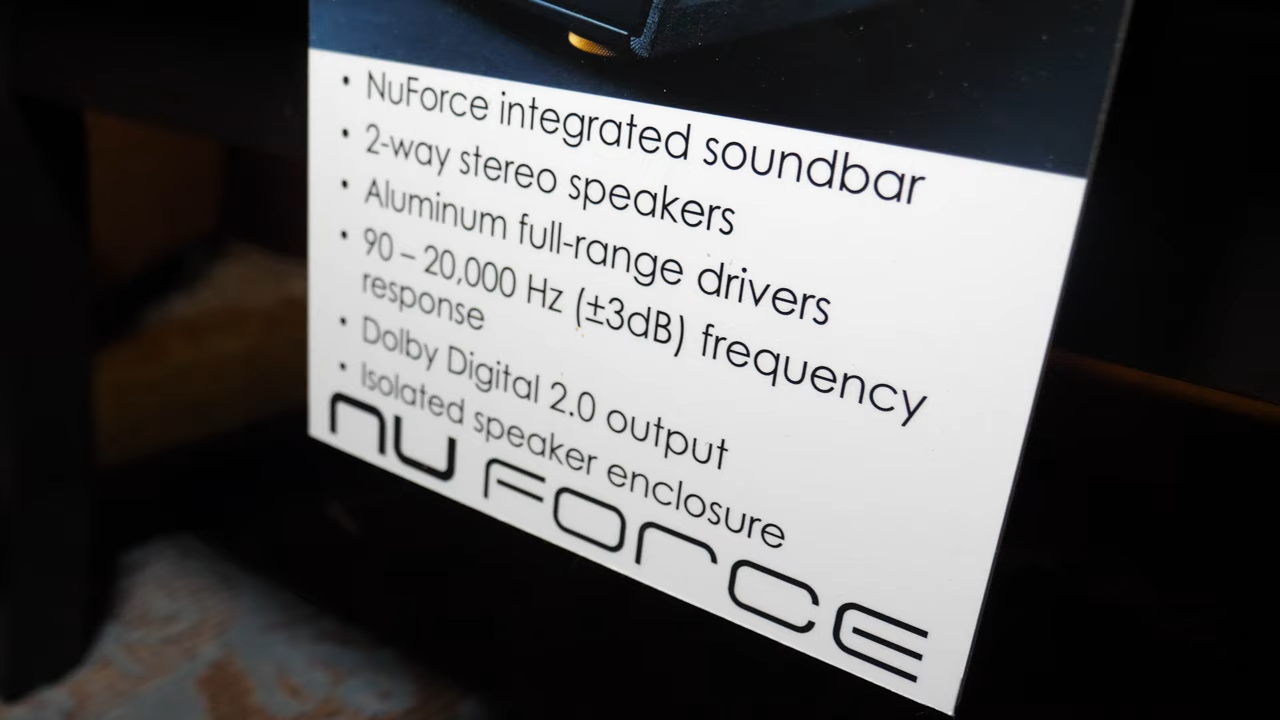 • NuForce integrated soundbar
• 2-way stereo speakers
• Aluminum full-range drivers
• 90 – 20,000 Hz (±3dB) frequency
response
• Dolby Digital 2.0 output
• Isolated speaker enclosure
nu Force